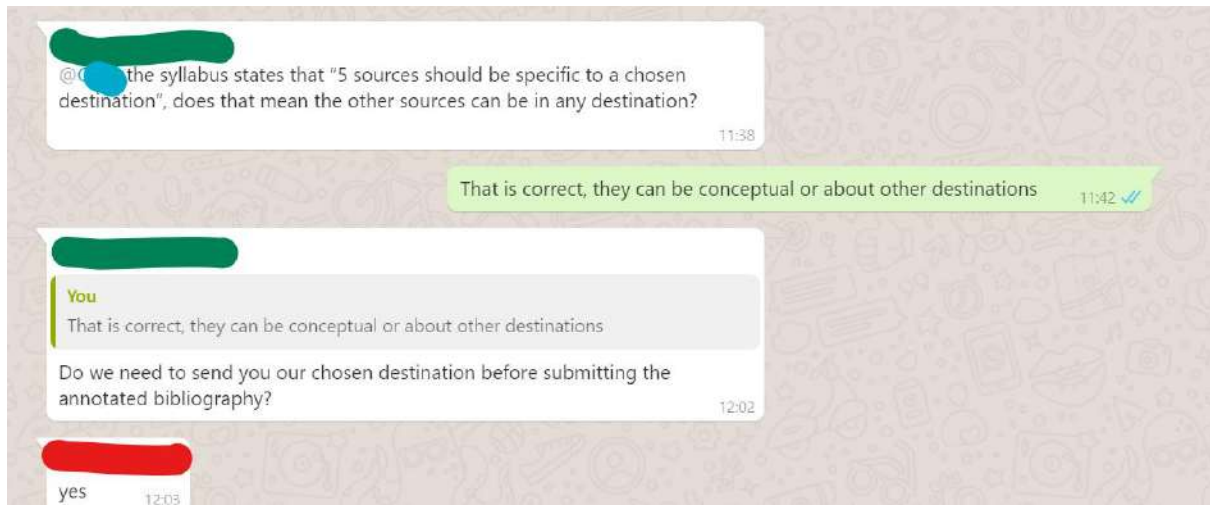 the syllabus states that “5 sources should be specific to a chosen
destination”, does that mean the other sources can be in any destination?
11:38
That is correct, they can be conceptual or about other destinations
11:42
You
That is correct, they can be conceptual or about other destinations
Do we need to send you our chosen destination before submitting the
annotated bibliography?
12:02
yes
12:03